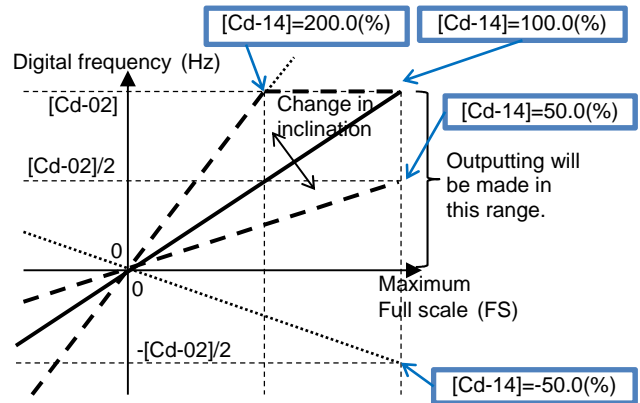 [Cd-14]=200.0(%)
[Cd-14]=100.0(%)
Digital frequency (Hz)
[Cd-02]
Change in
inclination
[Cd-14]=50.0(%)
[Cd-02]/2
Outputting will
be made in
this range.
0
0
Maximum
Full scale (FS)
-[Cd-02]/2
[Cd-14]=-50.0(%)